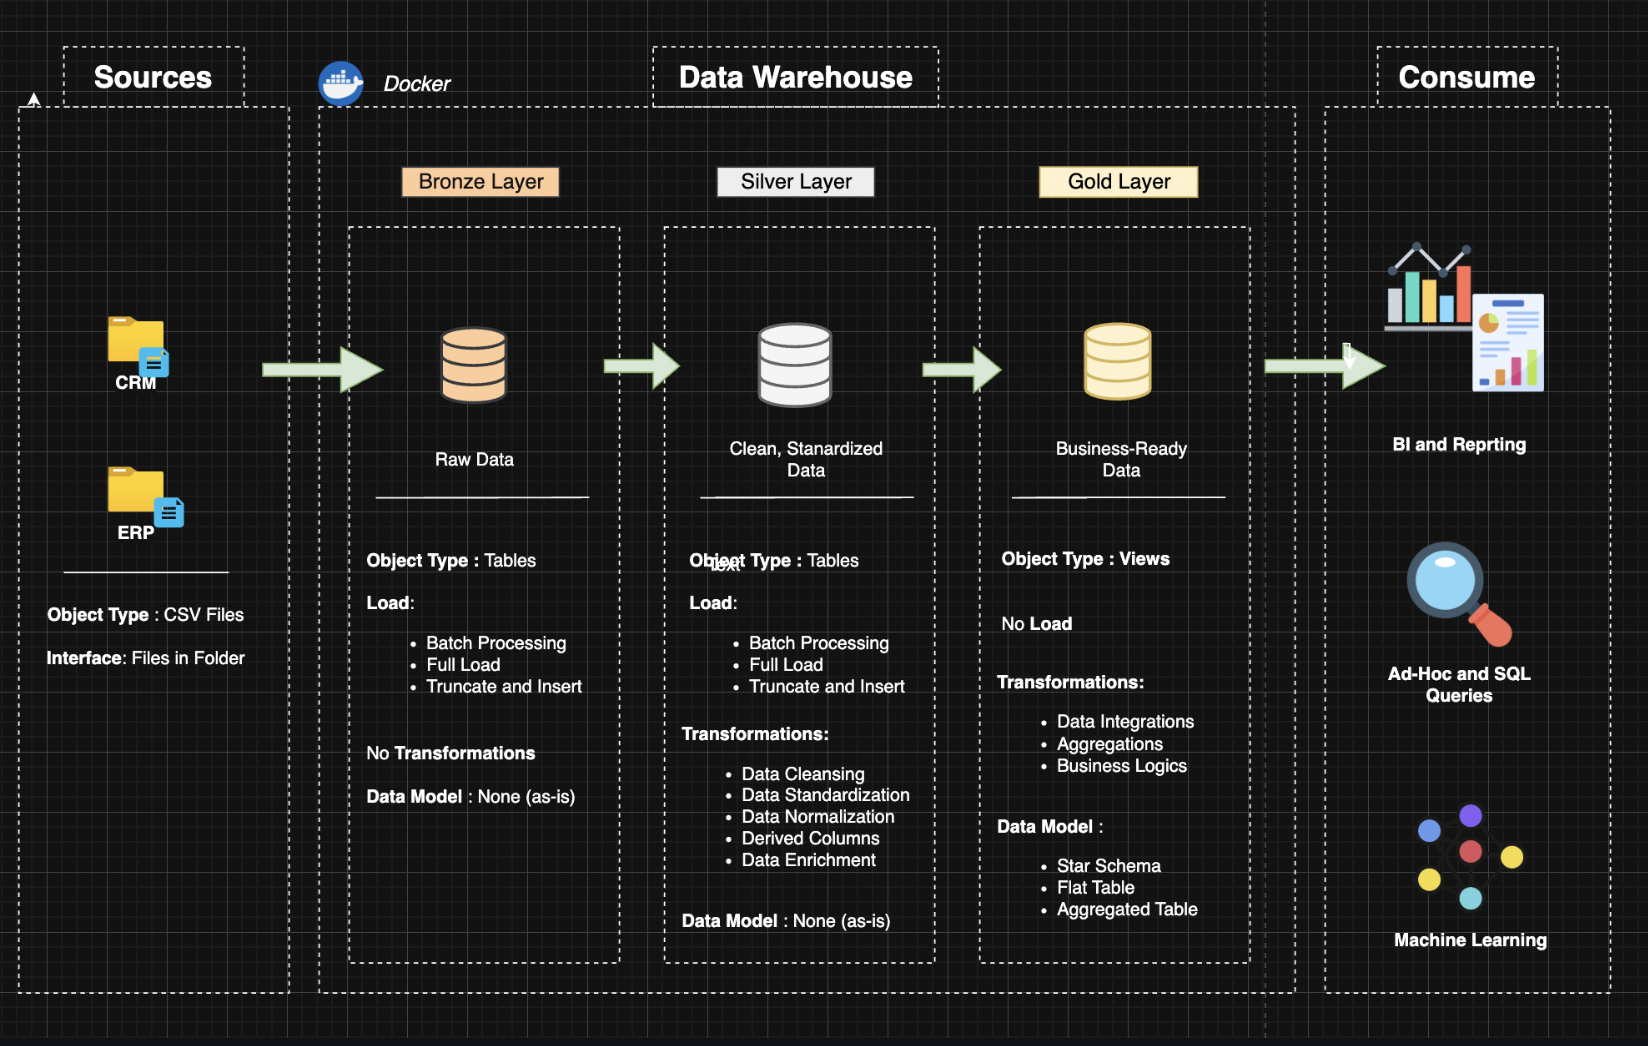 Sources
Docker
Data Warehouse
Consume
Bronze Layer
Silver Layer
Gold Layer
CRM
ERP
Object Type : CSV Files
Interface: Files in Folder
Raw Data
Object Type : Tables
Load:
• Batch Processing
• Full Load
• Truncate and Insert
No Transformations
Data Model : None (as-is)
Clean, Stanardized
Data
Object Type : Tables
Text
Load:
• Batch Processing
• Full Load
• Truncate and Insert
Transformations:
• Data Cleansing
• Data Standardization
• Data Normalization
• Derived Columns
• Data Enrichment
Data Model : None (as-is)
Business-Ready
Data
Object Type : Views
No Load
Transformations:
• Data Integrations
• Aggregations
• Business Logics
Data Model :
• Star Schema
• Flat Table
• Aggregated Table
BI and Reprting
Ad-Hoc and SQL
Queries
Machine Learning